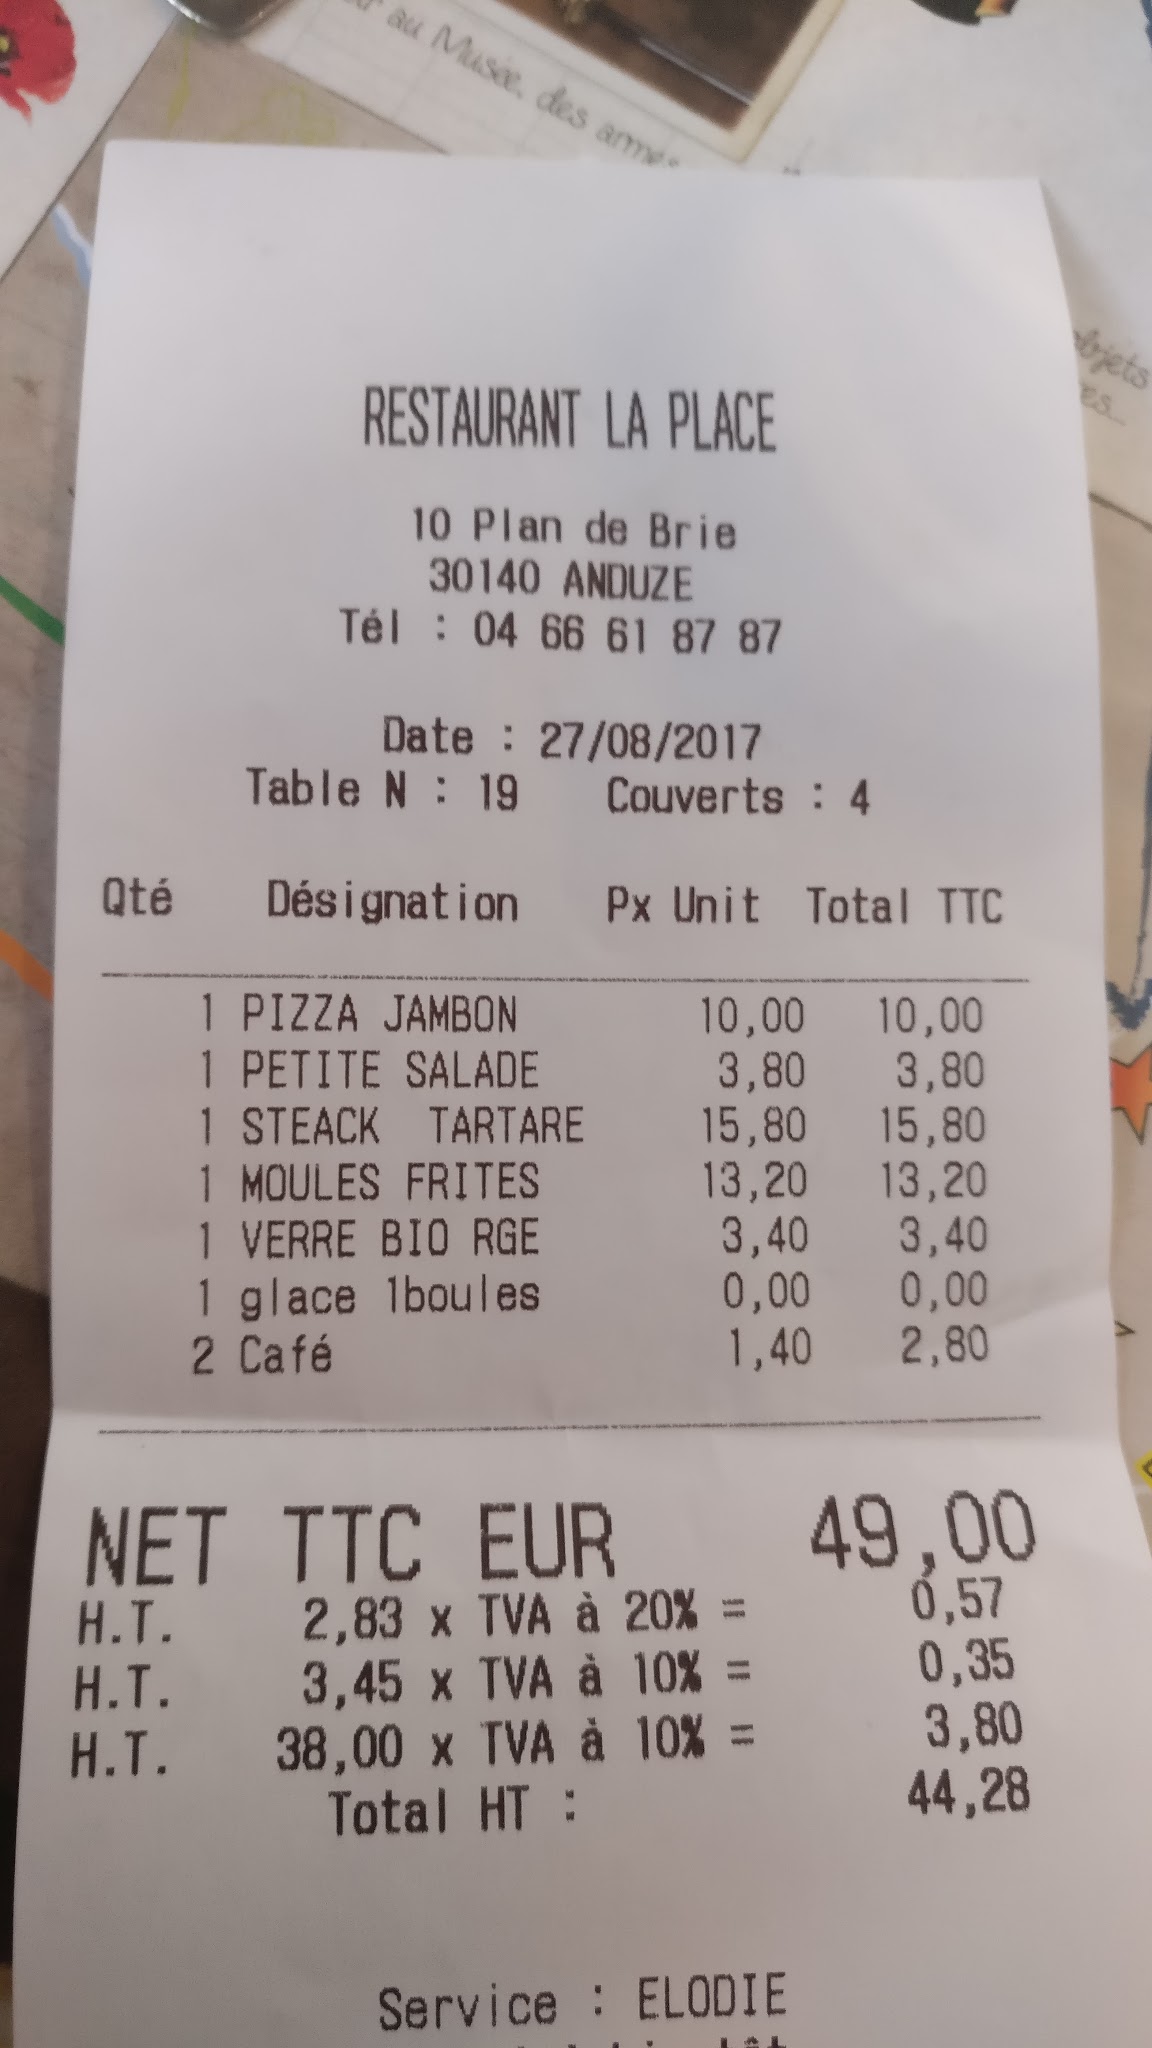 au Musée, des armes
objets
es...
RESTAURANT LA PLACE
10 Plan de Brie
30140 ANDUZE
Tél : 04 66 61 87 87
Date : 27/08/2017
Table N : 19 Couverts : 4
Qté Désignation Px Unit Total TTC
1 PIZZA JAMBON 10,00 10,00
1 PETITE SALADE 3,80 3,80
1 STEACK TARTARE 15,80 15,80
1 MOULES FRITES 13,20 13,20
1 VERRE BIO RGE 3,40 3,40
1 glace 1boules 0,00 0,00
2 Café 1,40 2,80
NET TTC EUR 49,00
H.T. 2,83 x TVA à 20% = 0,57
H.T. 3,45 x TVA à 10% = 0,35
H.T. 38,00 x TVA à 10% = 3,80
Total HT : 44,28
Service : ELODIE